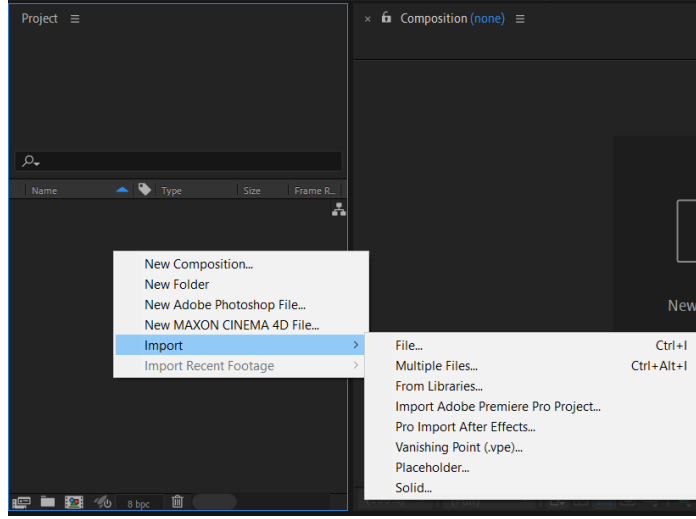 Project
Composition (none)
Name Type Size Frame R...
New
New Composition...
New Folder
New Adobe Photoshop File...
New MAXON CINEMA 4D File...
Import
Import Recent Footage
File... Ctrl+I
Multiple Files... Ctrl+Alt+I
From Libraries...
Import Adobe Premiere Pro Project...
Pro Import After Effects...
Vanishing Point (.vpe)...
Placeholder...
Solid...
8 bpc